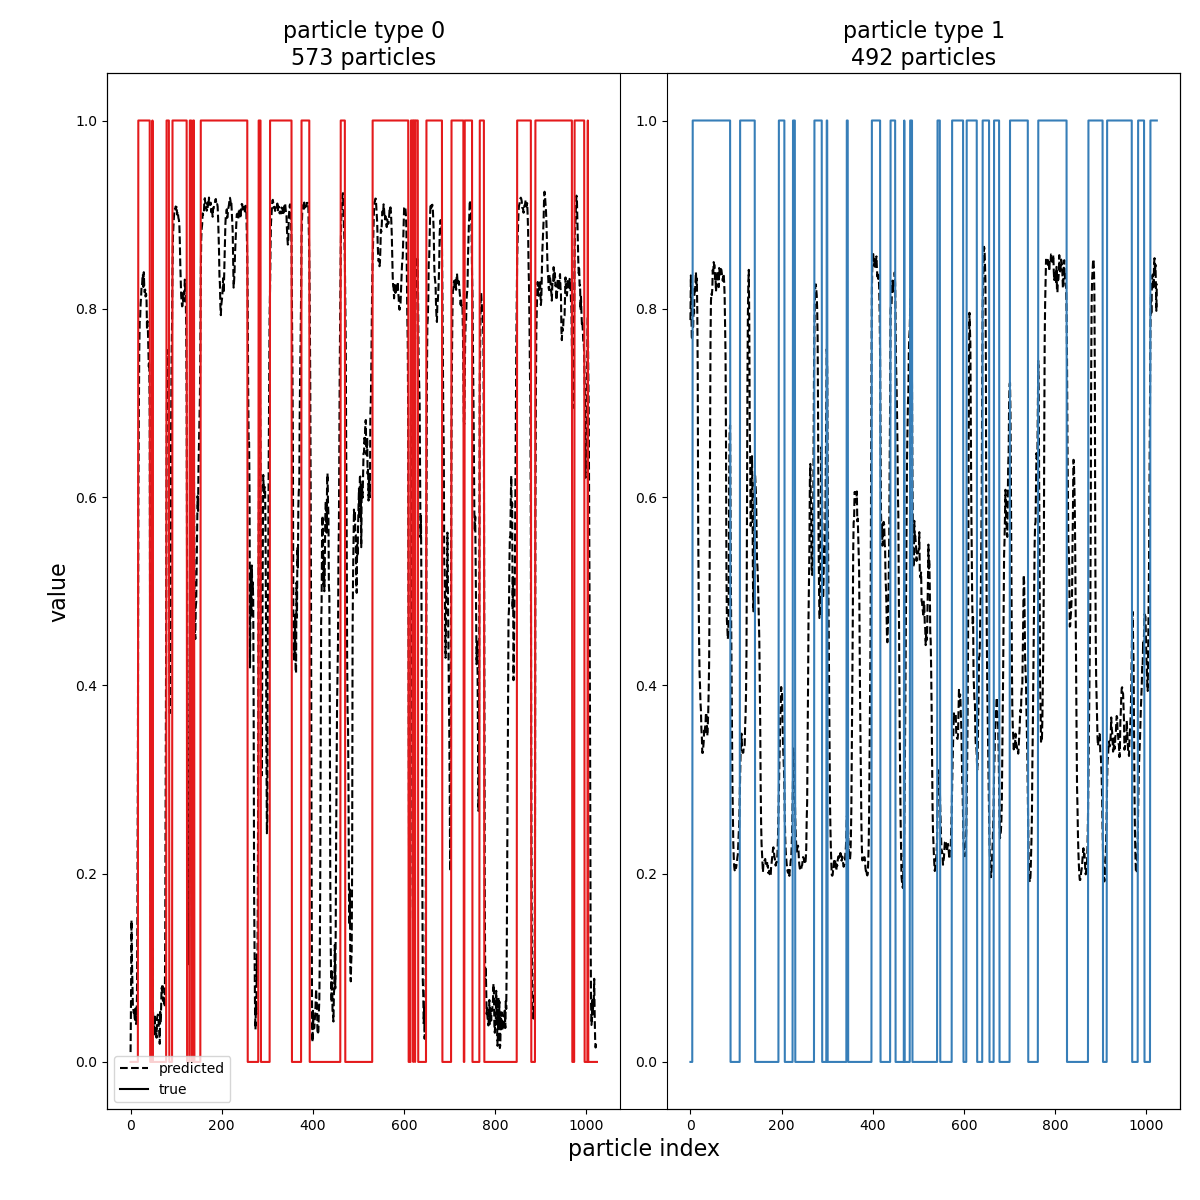 particle type 0
573 particles
particle type 1
492 particles
1.0
0.8
0.6
0.4
0.2
0.0
value
predicted
true
0 200 400 600 800 1000
1.0
0.8
0.6
0.4
0.2
0.0
0 200 400 600 800 1000
particle index